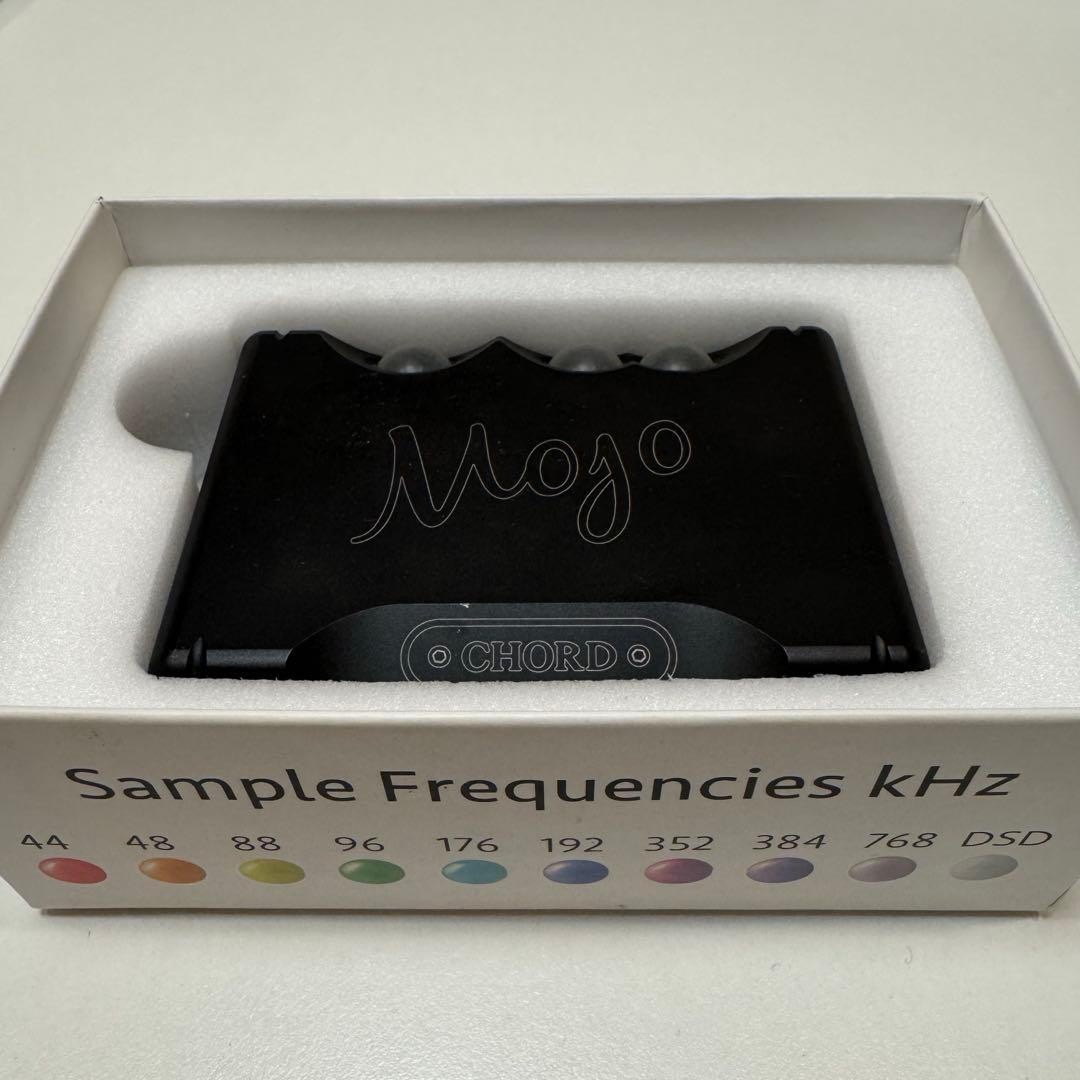 Mojo
CHORD
Sample Frequencies kHz
44 48 88 96 176 192 352 384 768 DSD